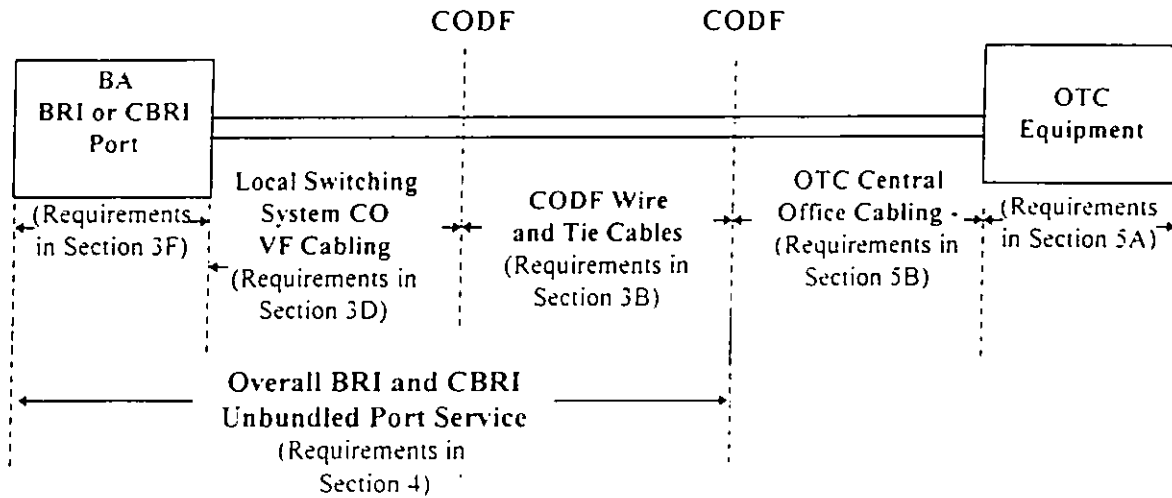 CODF
CODF
BA
BRI or CBRI
Port
OTC
Equipment
(Requirements
in Section 3F)
Local Switching
System CO
VF Cabling
(Requirements in
Section 3D)
CODF Wire
and Tie Cables
(Requirements in
Section 3B)
OTC Central
Office Cabling -
(Requirements in
Section 5B)
(Requirements
in Section 5A)
Overall BRI and CBRI
Unbundled Port Service
(Requirements in
Section 4)